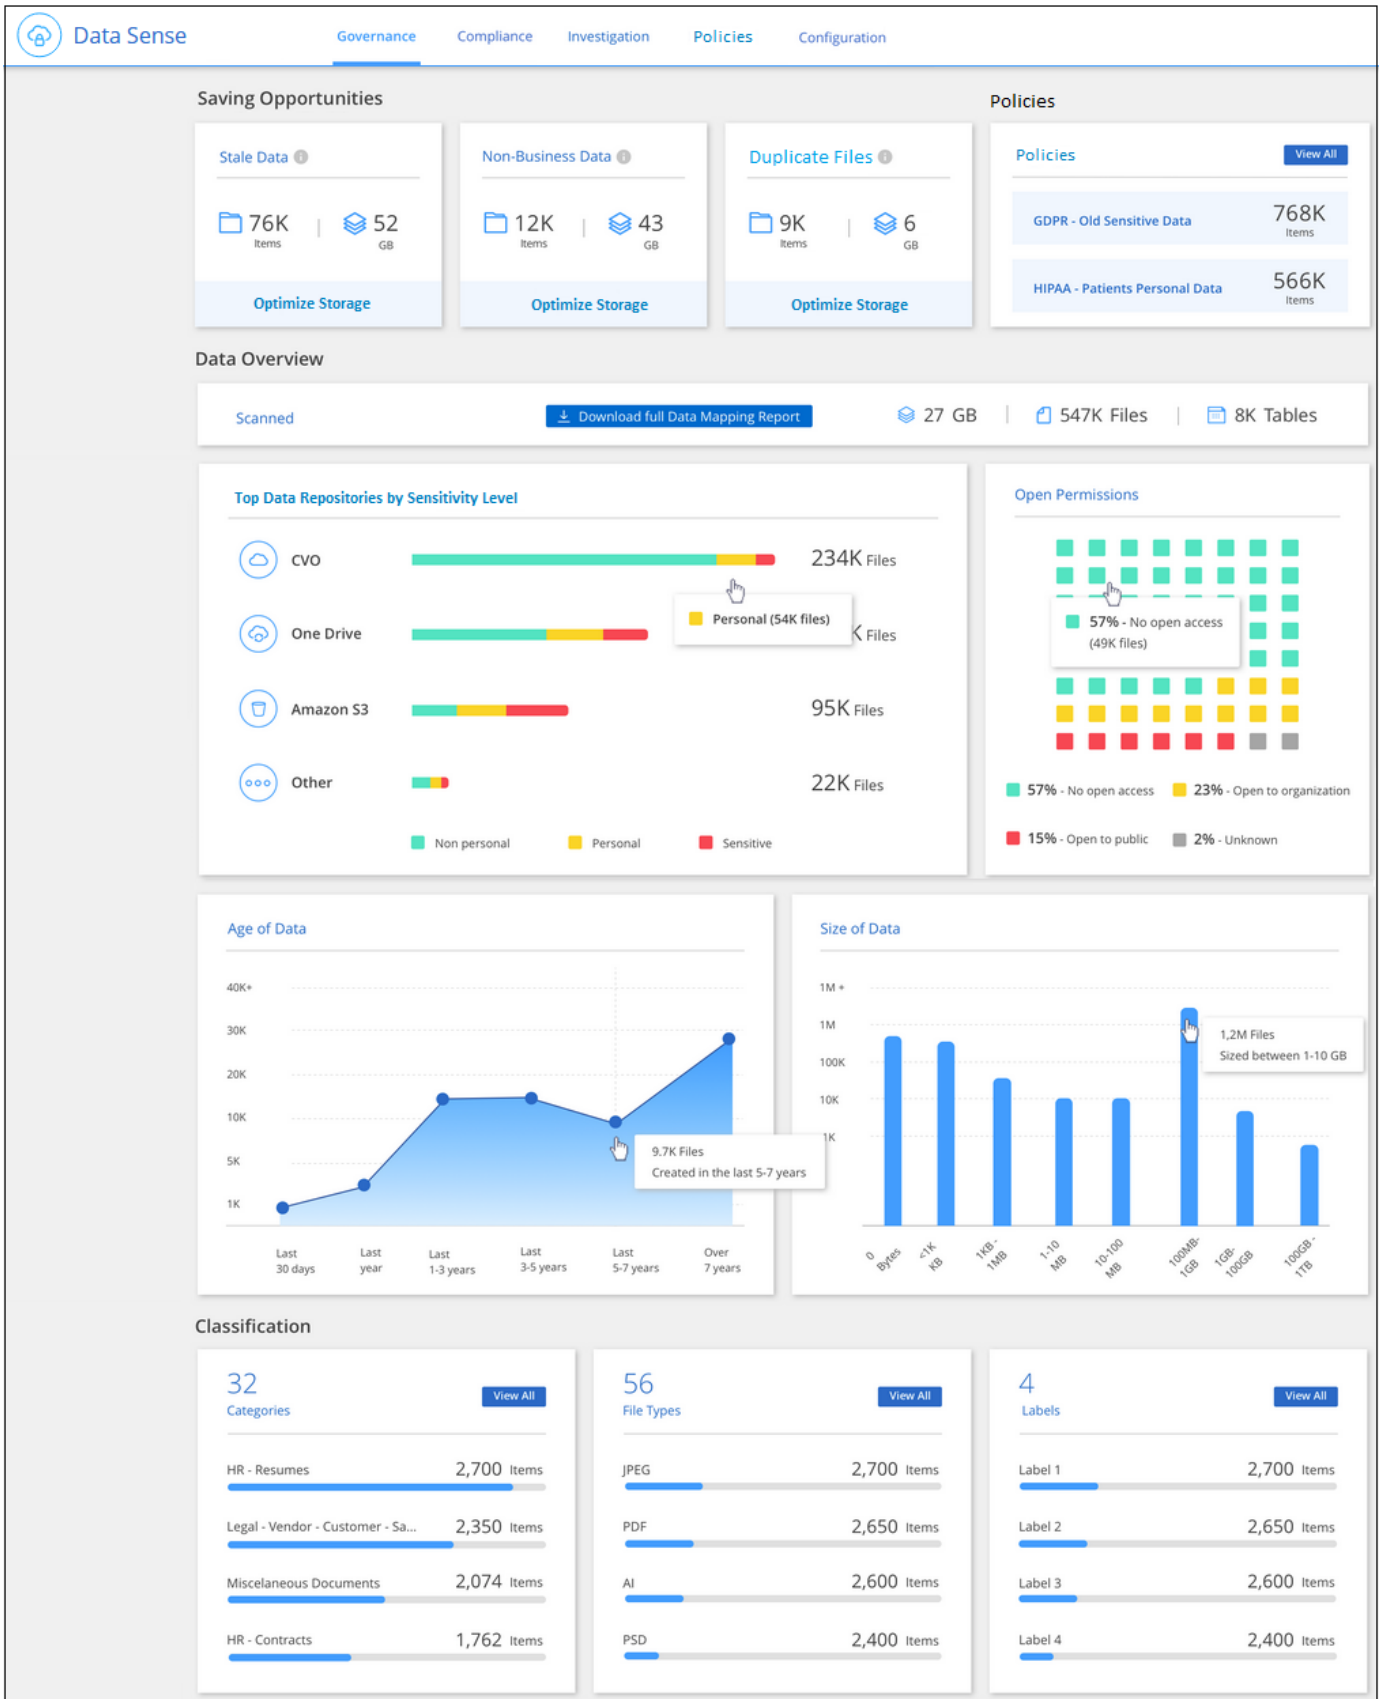 Data Sense
Governance Compliance Investigation Policies Configuration
Saving Opportunities
Policies
Stale Data
76K Items | 52 GB
Optimize Storage
Non-Business Data
12K Items | 43 GB
Optimize Storage
Duplicate Files
9K Items | 6 GB
Optimize Storage
Policies
View All
GDPR - Old Sensitive Data 768K Items
HIPAA - Patients Personal Data 566K Items
Data Overview
Scanned
Download full Data Mapping Report
27 GB | 547K Files | 8K Tables
Top Data Repositories by Sensitivity Level
CVO 234K Files
Personal (54K files)
One Drive K Files
Amazon S3 95K Files
Other 22K Files
Non personal Personal Sensitive
Open Permissions
57% - No open access
(49K files)
57% - No open access 23% - Open to organization
15% - Open to public 2% - Unknown
Age of Data
40K+
30K
20K
10K
5K
1K
9.7K Files
Created in the last 5-7 years
Last 30 days
Last year
Last 1-3 years
Last 3-5 years
Last 5-7 years
Over 7 years
Size of Data
1M +
1M
100K
10K
1K
1,2M Files
Sized between 1-10 GB
0 Bytes
<1K KB
1KB - 1MB
1-10 MB
10-100 MB
100MB- 1GB
1GB- 100GB
100GB - 1TB
Classification
32
Categories
View All
HR - Resumes 2,700 Items
Legal - Vendor - Customer - Sa... 2,350 Items
Miscelaneous Documents 2,074 Items
HR - Contracts 1,762 Items
56
File Types
View All
JPEG 2,700 Items
PDF 2,650 Items
AI 2,600 Items
PSD 2,400 Items
4
Labels
View All
Label 1 2,700 Items
Label 2 2,650 Items
Label 3 2,600 Items
Label 4 2,400 Items